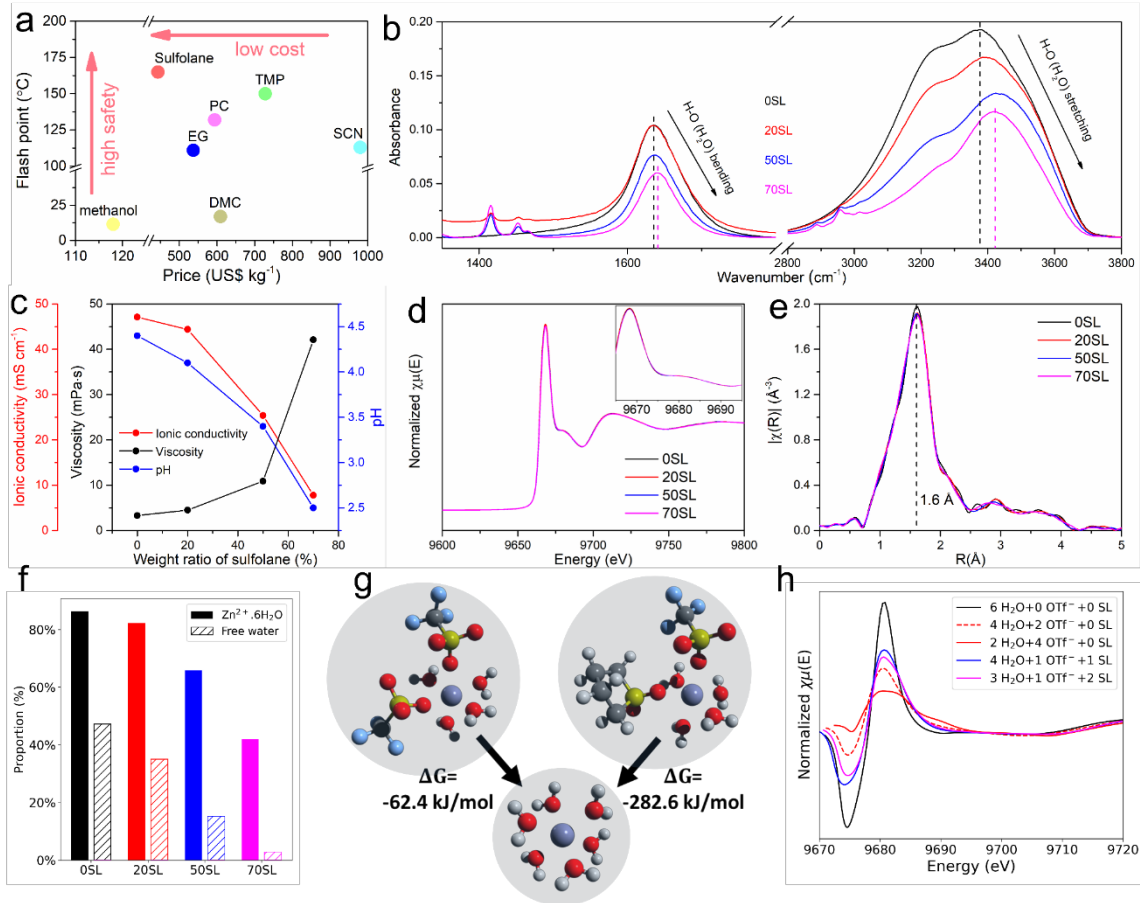 a
Flash point (°C)
200
175
150
125
100
25
0
low cost
high safety
Sulfolane
TMP
PC
EG
SCN
methanol
DMC
110
120
500
600
700
800
900
1000
Price (US$ kg⁻¹)
b
Absorbance
0.20
0.15
0.10
0.05
0.00
0SL
20SL
50SL
70SL
H-O (H₂O) bending
H-O (H₂O) stretching
1400
1600
2800
3000
3200
3400
3600
3800
Wavenumber (cm⁻¹)
c
Ionic conductivity (mS cm⁻¹)
50
40
30
20
10
0
Viscosity (mPa·s)
50
40
30
20
10
0
Ionic conductivity
Viscosity
pH
4.5
4.0
3.5
3.0
2.5
pH
0
20
40
60
80
Weight ratio of sulfolane (%)
d
Normalized χμ(E)
9670
9680
9690
0SL
20SL
50SL
70SL
9600
9650
9700
9750
9800
Energy (eV)
e
|χ(R)| (Å⁻³)
2.0
1.6
1.2
0.8
0.4
0.0
0SL
20SL
50SL
70SL
1.6 Å
0
1
2
3
4
5
R(Å)
f
Proportion (%)
80%
60%
40%
20%
0%
Zn²⁺.6H₂O
Free water
0SL
20SL
50SL
70SL
g
ΔG=
-62.4 kJ/mol
ΔG=
-282.6 kJ/mol
h
Normalized χμ(E)
6 H₂O+0 OTf⁻+0 SL
4 H₂O+2 OTf⁻+0 SL
2 H₂O+4 OTf⁻+0 SL
4 H₂O+1 OTf⁻+1 SL
3 H₂O+1 OTf⁻+2 SL
9670
9680
9690
9700
9710
9720
Energy (eV)